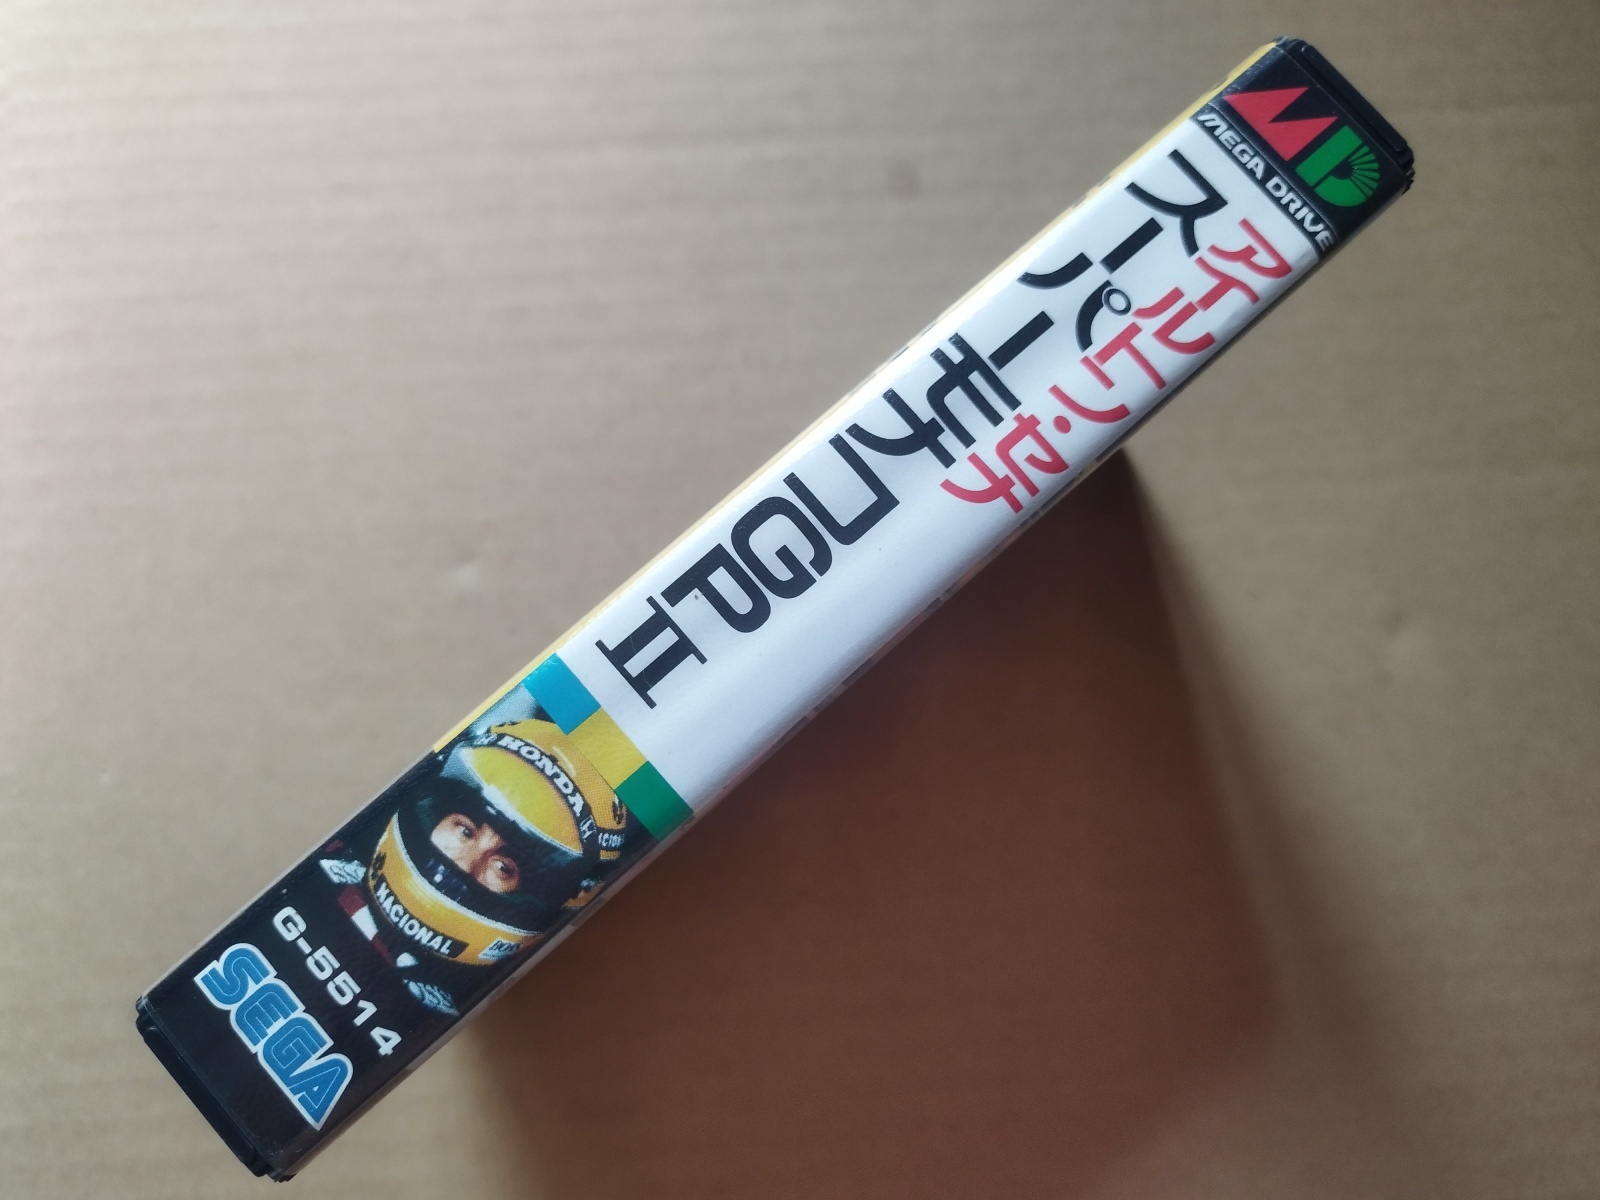 MD
MEGA DRIVE
アイルトン・セナ
スーパーモナコGP II
HONDA
NACIONAL
G-5514
SEGA